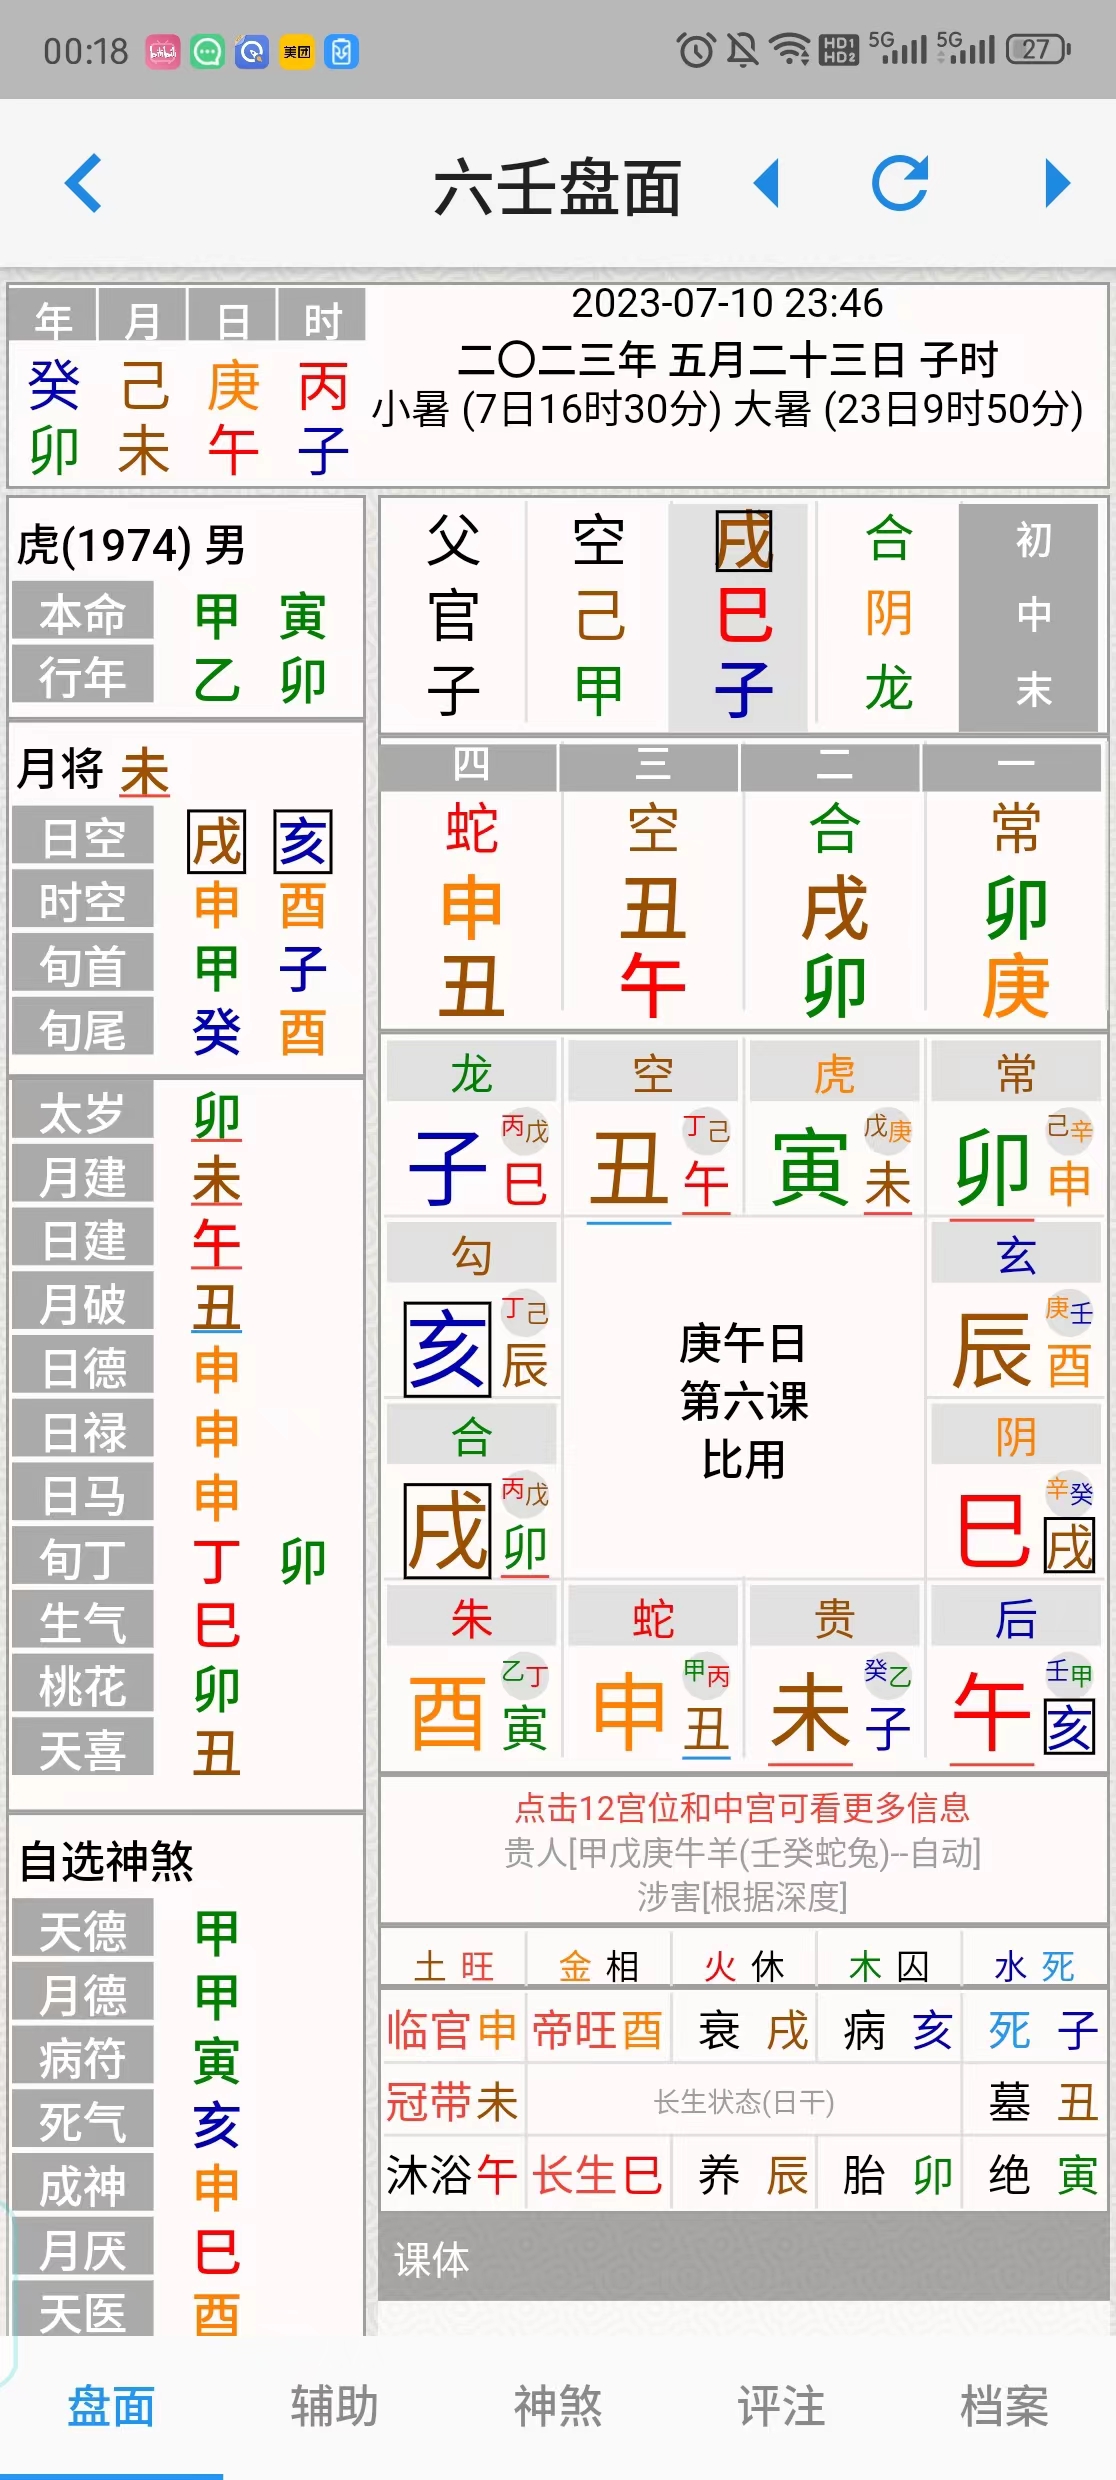 00:18 美团 HD1 HD2 5G 5G 27
六壬盘面
年 月 日 时
癸 己 庚 丙
卯 未 午 子
2023-07-10 23:46
二〇二三年 五月二十三日 子时
小暑 (7日16时30分) 大暑 (23日9时50分)
虎(1974) 男
本命 甲 寅
行年 乙 卯
月将 未
日空 戌 亥
时空 申 酉
旬首 甲 子
旬尾 癸 酉
太岁 卯
月建 未
日建 午
月破 丑
日德 申
日禄 申
日马 申
旬丁 丁 卯
生气 巳
桃花 卯
天喜 丑
自选神煞
天德 甲
月德 甲
病符 寅
死气 亥
成神 申
月厌 巳
天医 酉
父 空 戌 合 初
官 己 巳 阴 中
子 甲 子 龙 末
四 三 二 一
蛇 空 合 常
申 丑 戌 卯
丑 午 卯 庚
龙 空 虎 常
丙戊 丁己 戊庚 己辛
子 巳 丑 午 寅 未 卯 申
勾 玄
丁己 庚壬
亥 辰 辰 酉
合 阴
丙戊 辛癸
戌 卯 巳 戌
庚午日
第六课
比用
朱 蛇 贵 后
乙丁 甲丙 癸乙 壬甲
酉 寅 申 丑 未 子 午 亥
点击12宫位和中宫可看更多信息
贵人[甲戊庚牛羊(壬癸蛇兔)--自动]
涉害[根据深度]
土 旺 金 相 火 休 木 囚 水 死
临官 申 帝旺 酉 衰 戌 病 亥 死 子
冠带 未 长生状态(日干) 墓 丑
沐浴 午 长生 巳 养 辰 胎 卯 绝 寅
课体
盘面 辅助 神煞 评注 档案